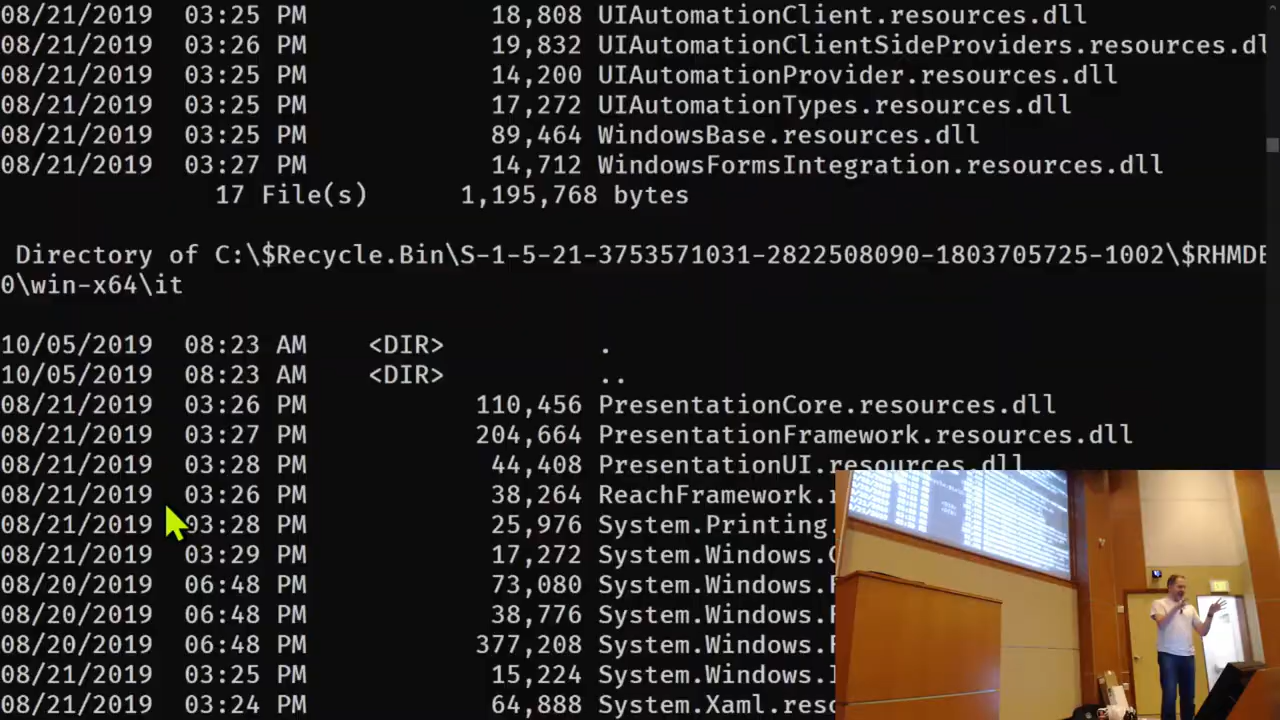 08/21/2019  03:25 PM            18,808 UIAutomationClient.resources.dll
08/21/2019  03:26 PM            19,832 UIAutomationClientSideProviders.resources.dl
08/21/2019  03:25 PM            14,200 UIAutomationProvider.resources.dll
08/21/2019  03:25 PM            17,272 UIAutomationTypes.resources.dll
08/21/2019  03:25 PM            89,464 WindowsBase.resources.dll
08/21/2019  03:27 PM            14,712 WindowsFormsIntegration.resources.dll
17 File(s)      1,195,768 bytes
Directory of C:\$Recycle.Bin\S-1-5-21-3753571031-2822508090-1803705725-1002\$RHMDE
0\win-x64\it
10/05/2019  08:23 AM    <DIR>          .
10/05/2019  08:23 AM    <DIR>          ..
08/21/2019  03:26 PM           110,456 PresentationCore.resources.dll
08/21/2019  03:27 PM           204,664 PresentationFramework.resources.dll
08/21/2019  03:28 PM            44,408 PresentationUI.resources.dll
08/21/2019  03:26 PM            38,264 ReachFramework.
08/21/2019  03:28 PM            25,976 System.Printing.
08/21/2019  03:29 PM            17,272 System.Windows.
08/20/2019  06:48 PM            73,080 System.Windows.
08/20/2019  06:48 PM            38,776 System.Windows.
08/20/2019  06:48 PM           377,208 System.Windows.
08/21/2019  03:25 PM            15,224 System.Windows.
08/21/2019  03:24 PM            64,888 System.Xaml.reso